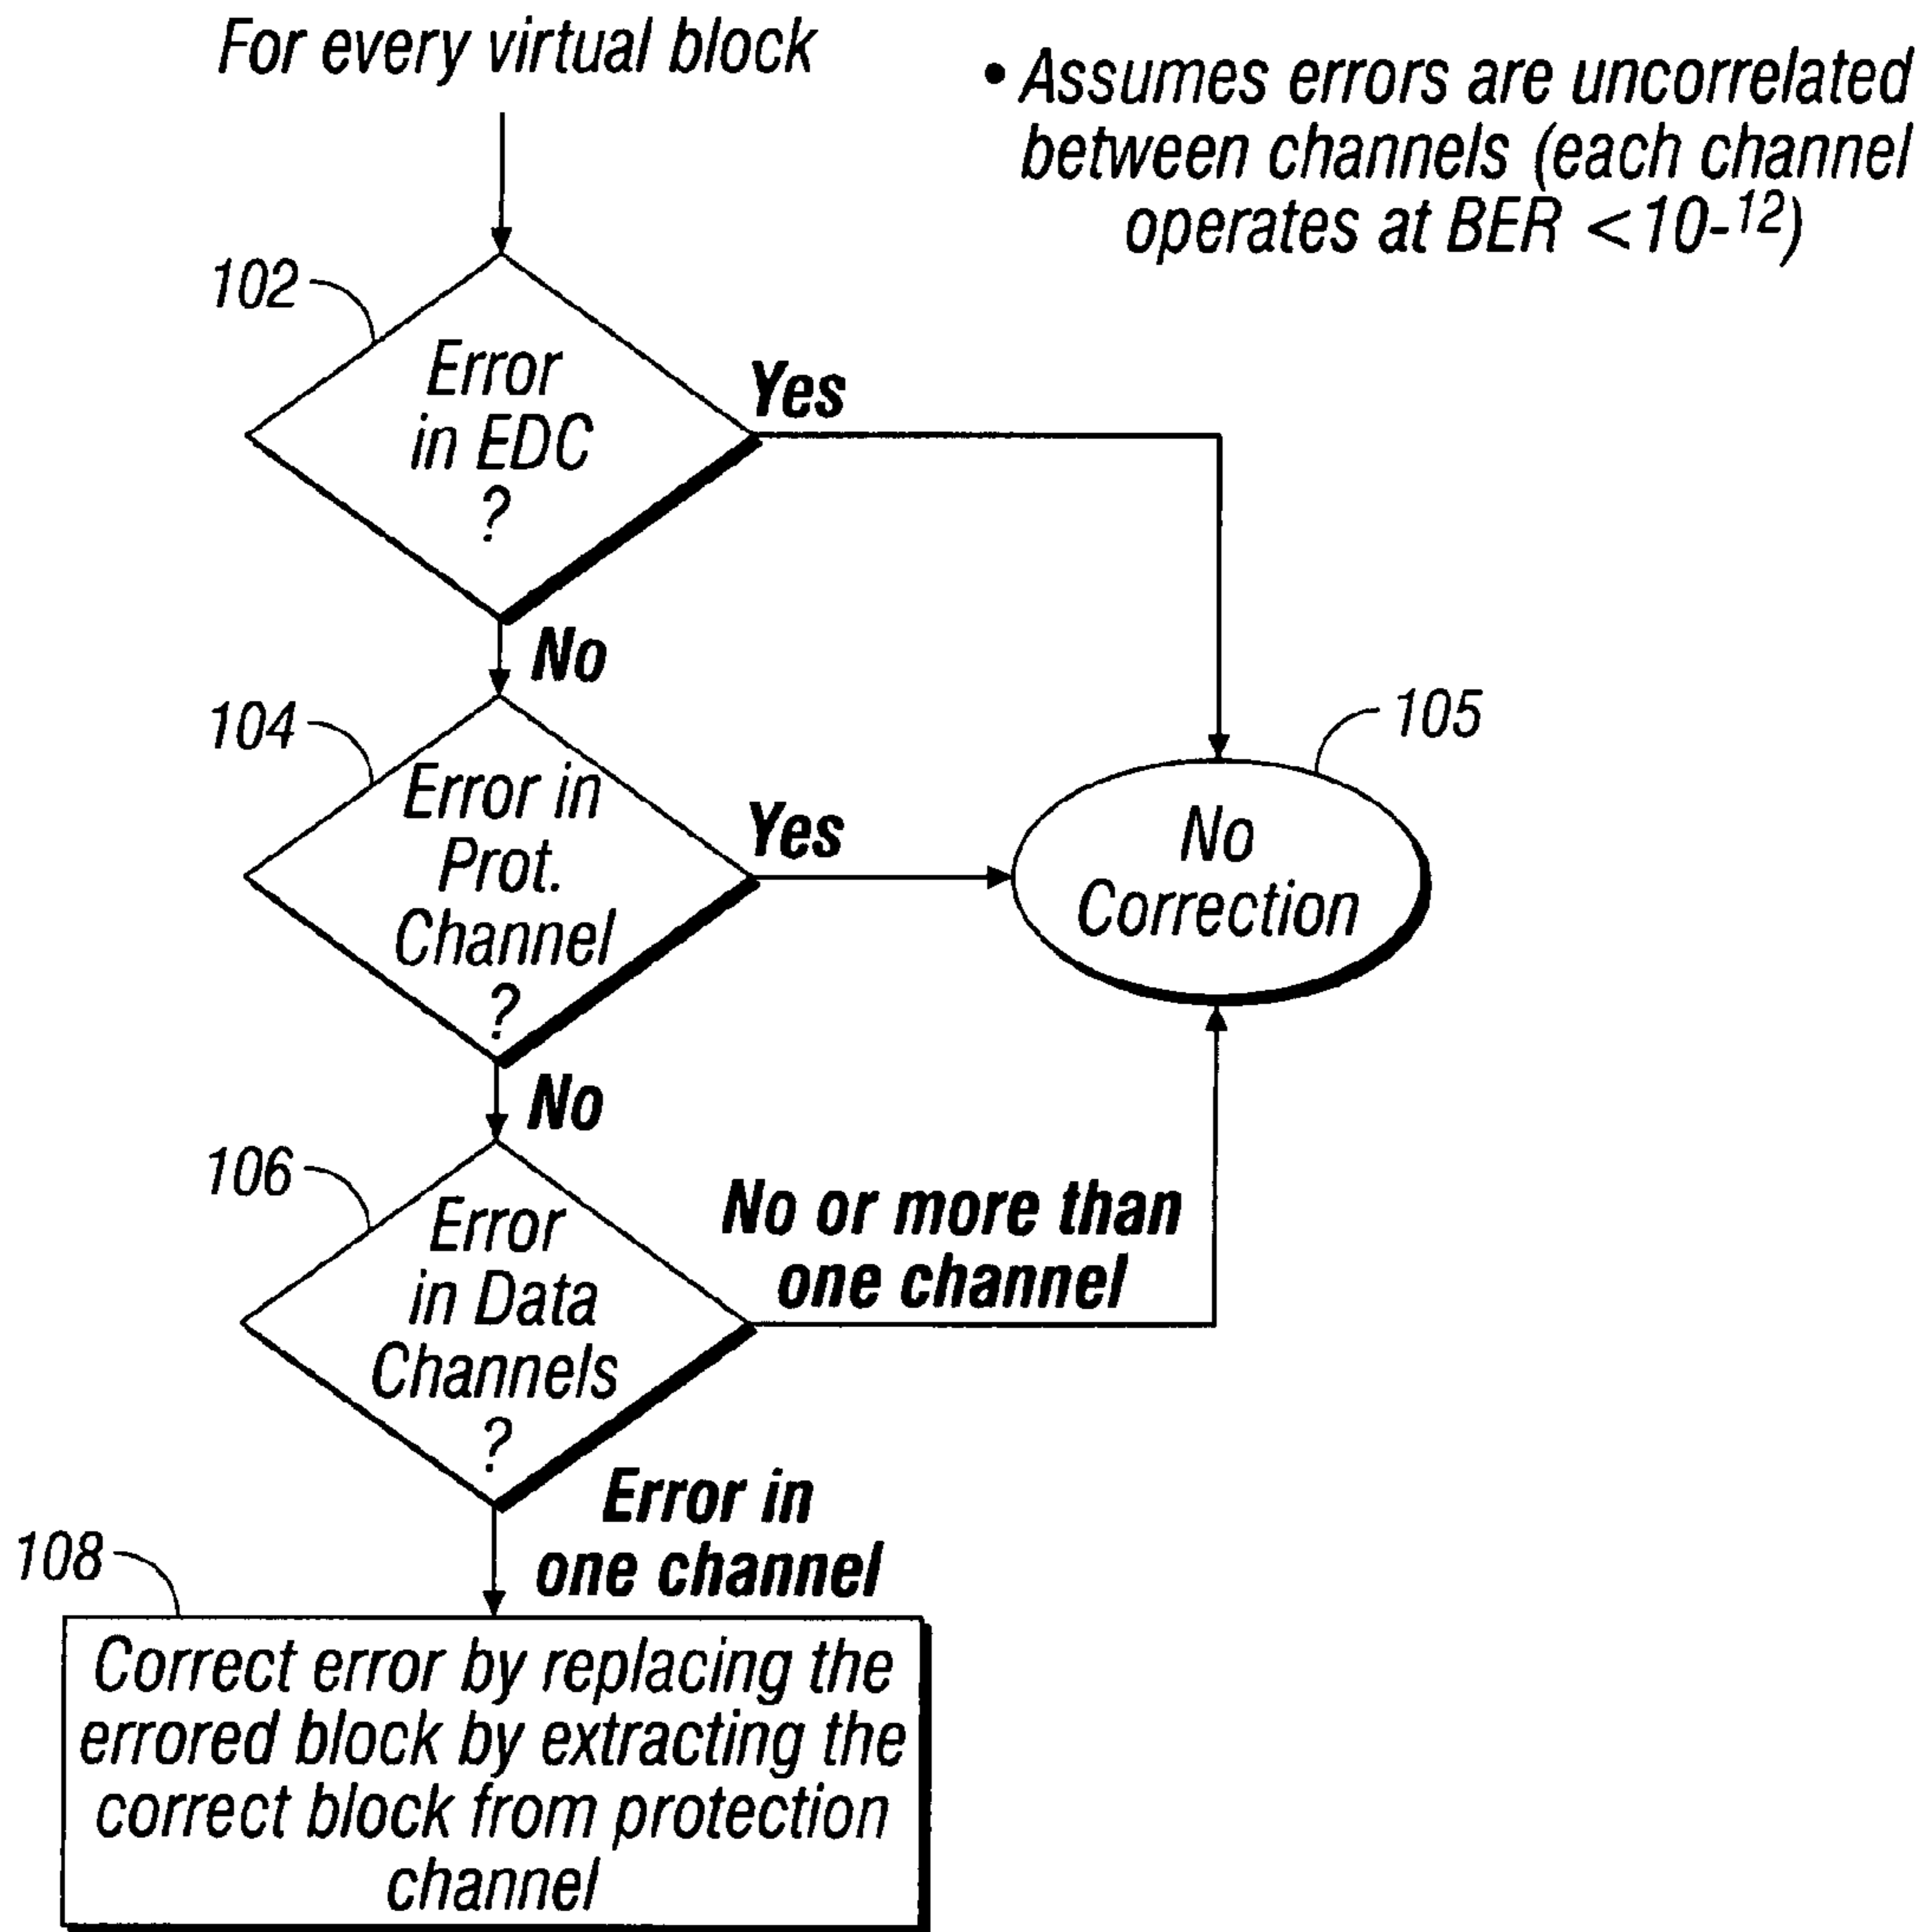 For every virtual block
• Assumes errors are uncorrelated
between channels (each channel
operates at BER < 10-¹²)
102
Error
in EDC
?
Yes
No
104
Error in
Prot.
Channel
?
Yes
No
105
No
Correction
106
Error
in Data
Channels
?
No or more than
one channel
Error in
one channel
108
Correct error by replacing the
errored block by extracting the
correct block from protection
channel